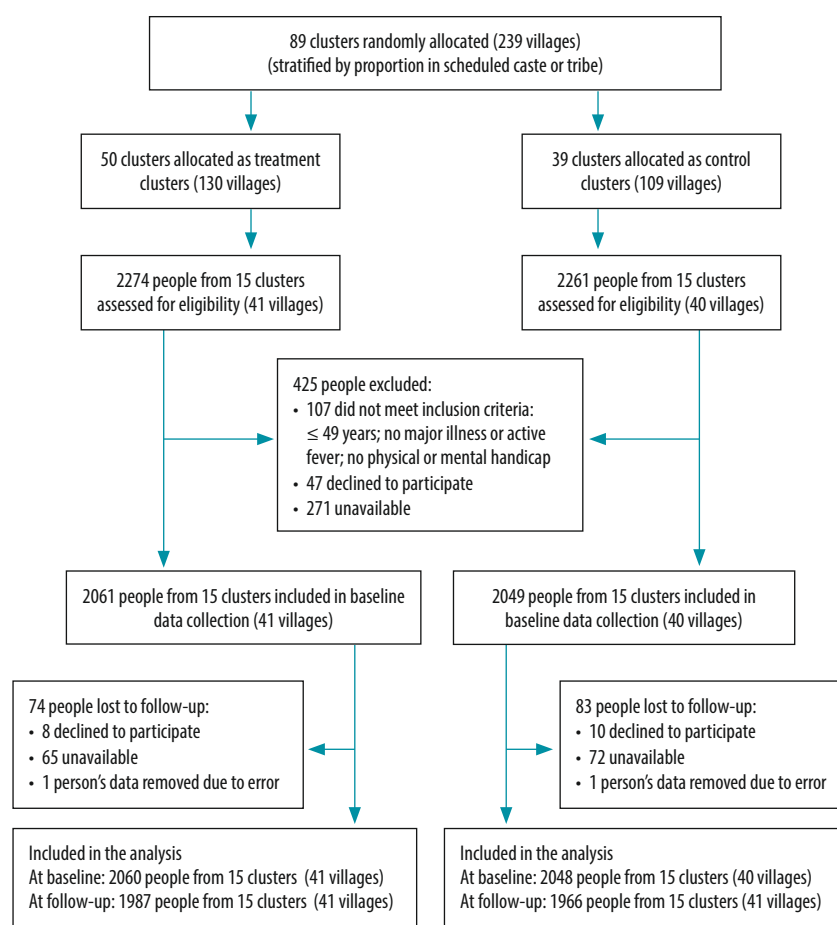 89 clusters randomly allocated (239 villages)
(stratified by proportion in scheduled caste or tribe)
50 clusters allocated as treatment
clusters (130 villages)
39 clusters allocated as control
clusters (109 villages)
2274 people from 15 clusters
assessed for eligibility (41 villages)
2261 people from 15 clusters
assessed for eligibility (40 villages)
425 people excluded:
• 107 did not meet inclusion criteria:
≤ 49 years; no major illness or active
fever; no physical or mental handicap
• 47 declined to participate
• 271 unavailable
2061 people from 15 clusters included in baseline
data collection (41 villages)
2049 people from 15 clusters included in
baseline data collection (40 villages)
74 people lost to follow-up:
• 8 declined to participate
• 65 unavailable
• 1 person’s data removed due to error
83 people lost to follow-up:
• 10 declined to participate
• 72 unavailable
• 1 person’s data removed due to error
Included in the analysis
At baseline: 2060 people from 15 clusters (41 villages)
At follow-up: 1987 people from 15 clusters (41 villages)
Included in the analysis
At baseline: 2048 people from 15 clusters (40 villages)
At follow-up: 1966 people from 15 clusters (41 villages)